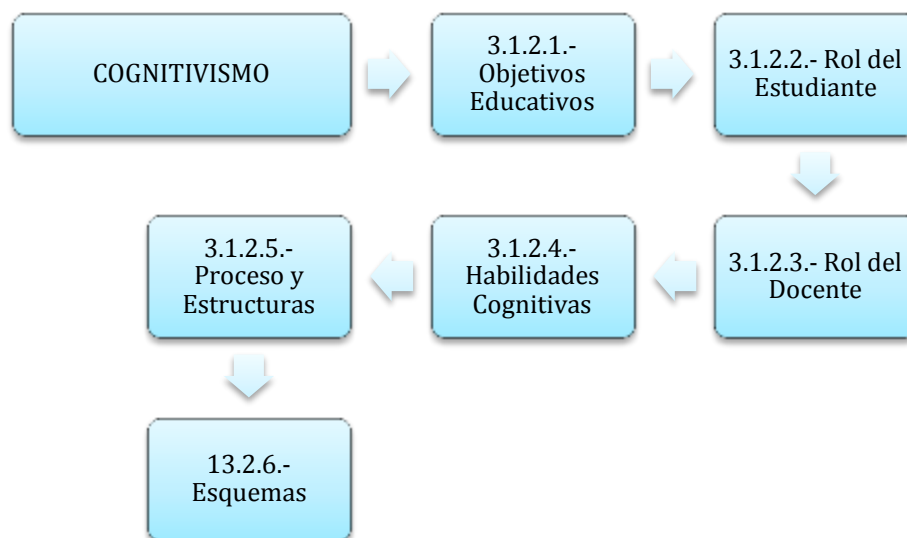 COGNITIVISMO
3.1.2.1.-
Objetivos
Educativos
3.1.2.2.- Rol del
Estudiante
3.1.2.3.- Rol del
Docente
3.1.2.4.-
Habilidades
Cognitivas
3.1.2.5.-
Proceso y
Estructuras
13.2.6.-
Esquemas